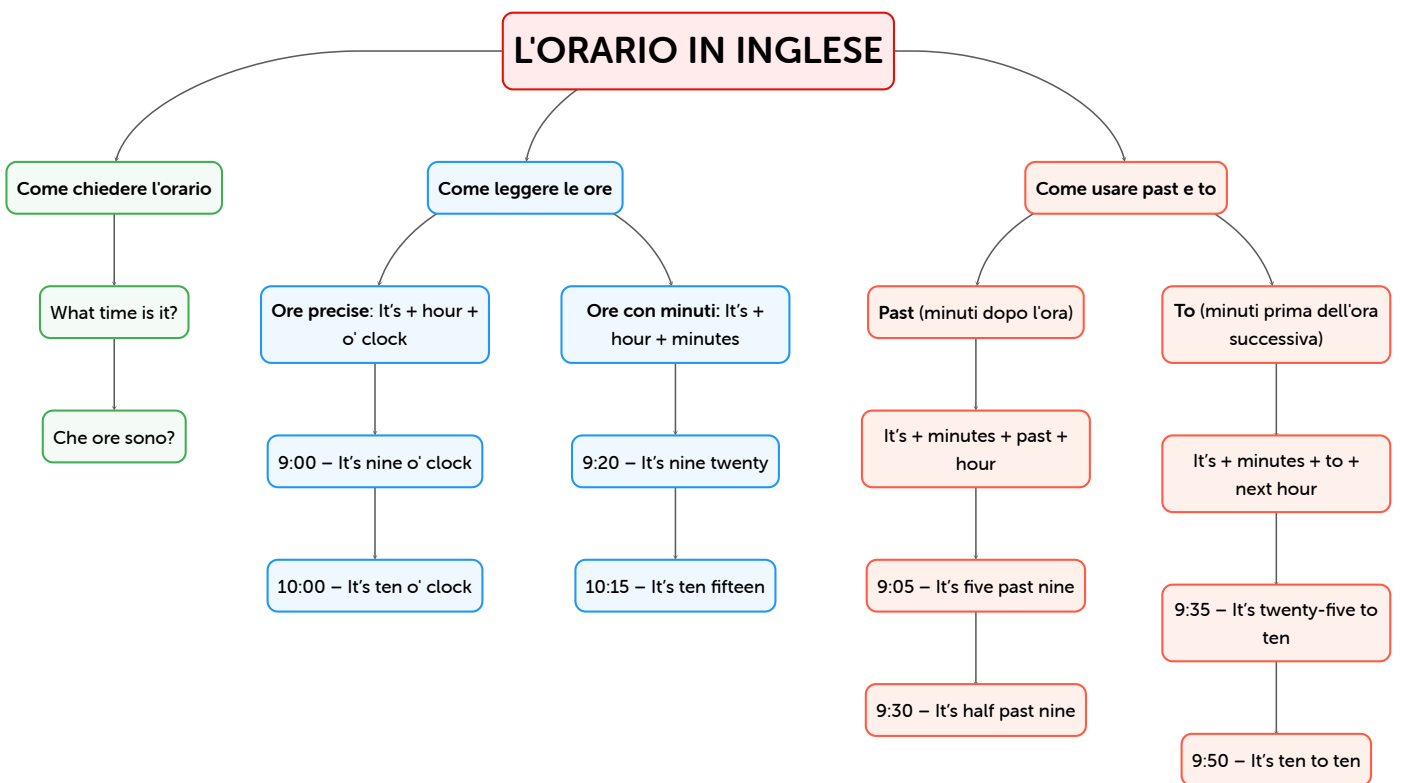 L'ORARIO IN INGLESE
Come chiedere l'orario
What time is it?
Che ore sono?
Come leggere le ore
Ore precise: It’s + hour +
o' clock
9:00 – It’s nine o' clock
10:00 – It’s ten o' clock
Ore con minuti: It’s +
hour + minutes
9:20 – It’s nine twenty
10:15 – It’s ten fifteen
Come usare past e to
Past (minuti dopo l'ora)
It’s + minutes + past +
hour
9:05 – It’s five past nine
9:30 – It’s half past nine
To (minuti prima dell'ora
successiva)
It’s + minutes + to +
next hour
9:35 – It’s twenty-five to
ten
9:50 – It’s ten to ten